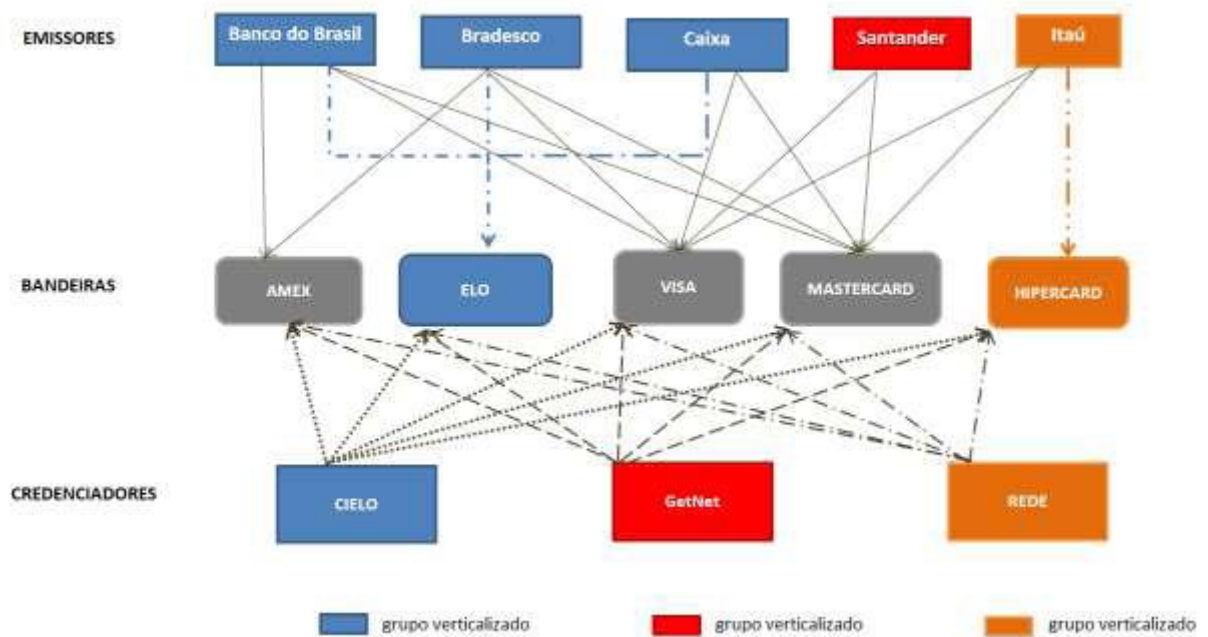 EMISSORES
Banco do Brasil
Bradesco
Caixa
Santander
Itaú
BANDEIRAS
AMEX
ELO
VISA
MASTERCARD
HIPERCARD
CREDENCIADORES
CIELO
GetNet
REDE
grupo verticalizado
grupo verticalizado
grupo verticalizado